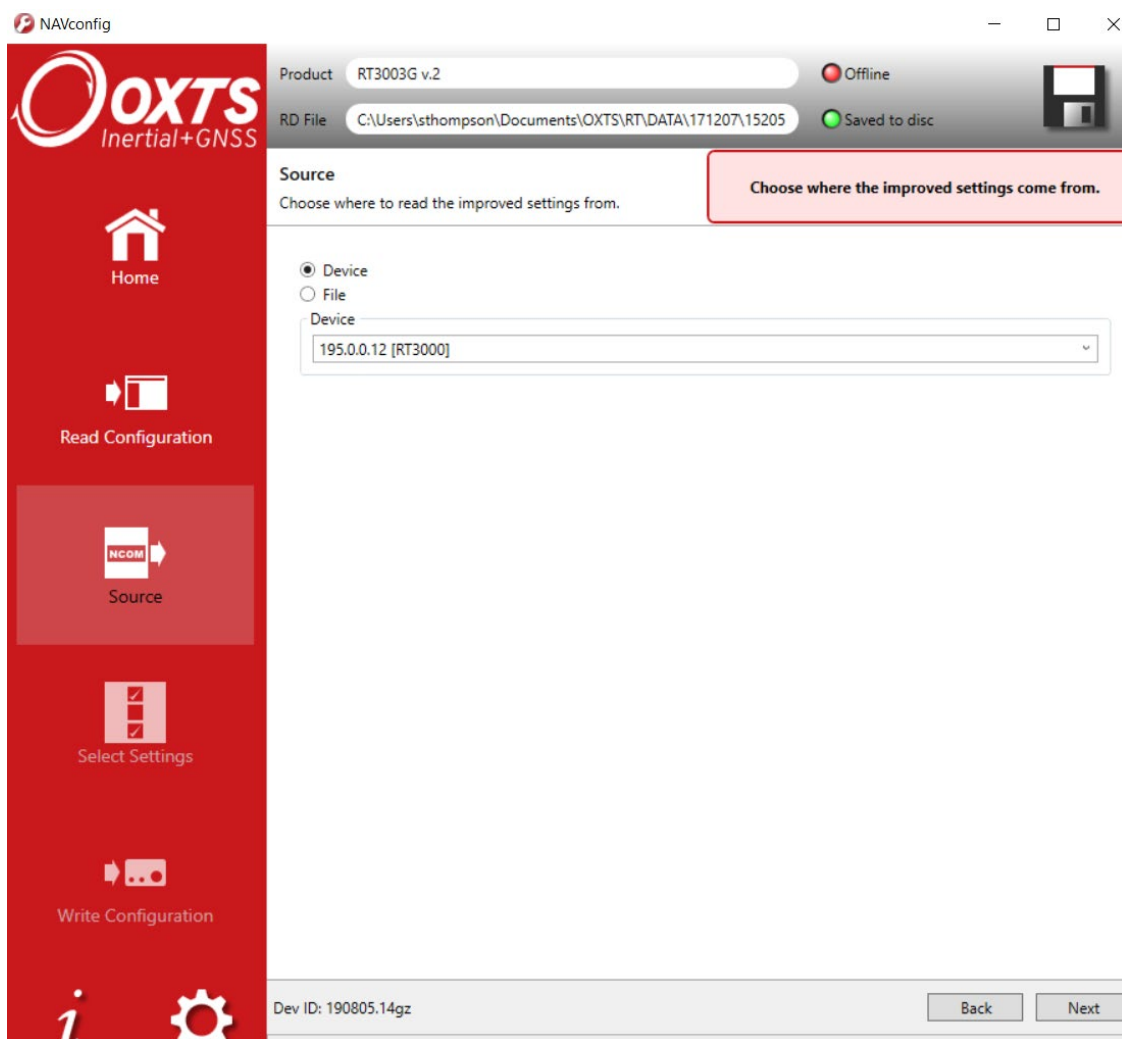 NAVconfig
OXTS
Inertial+GNSS
Product RT3003G v.2 Offline
RD File C:\Users\sthompson\Documents\OXTS\RT\DATA\171207\15205 Saved to disc
Source
Choose where to read the improved settings from.
Choose where the improved settings come from.
Home
Device
File
Device
195.0.0.12 [RT3000]
Read Configuration
NCOM
Source
Select Settings
Write Configuration
i
Dev ID: 190805.14gz Back Next